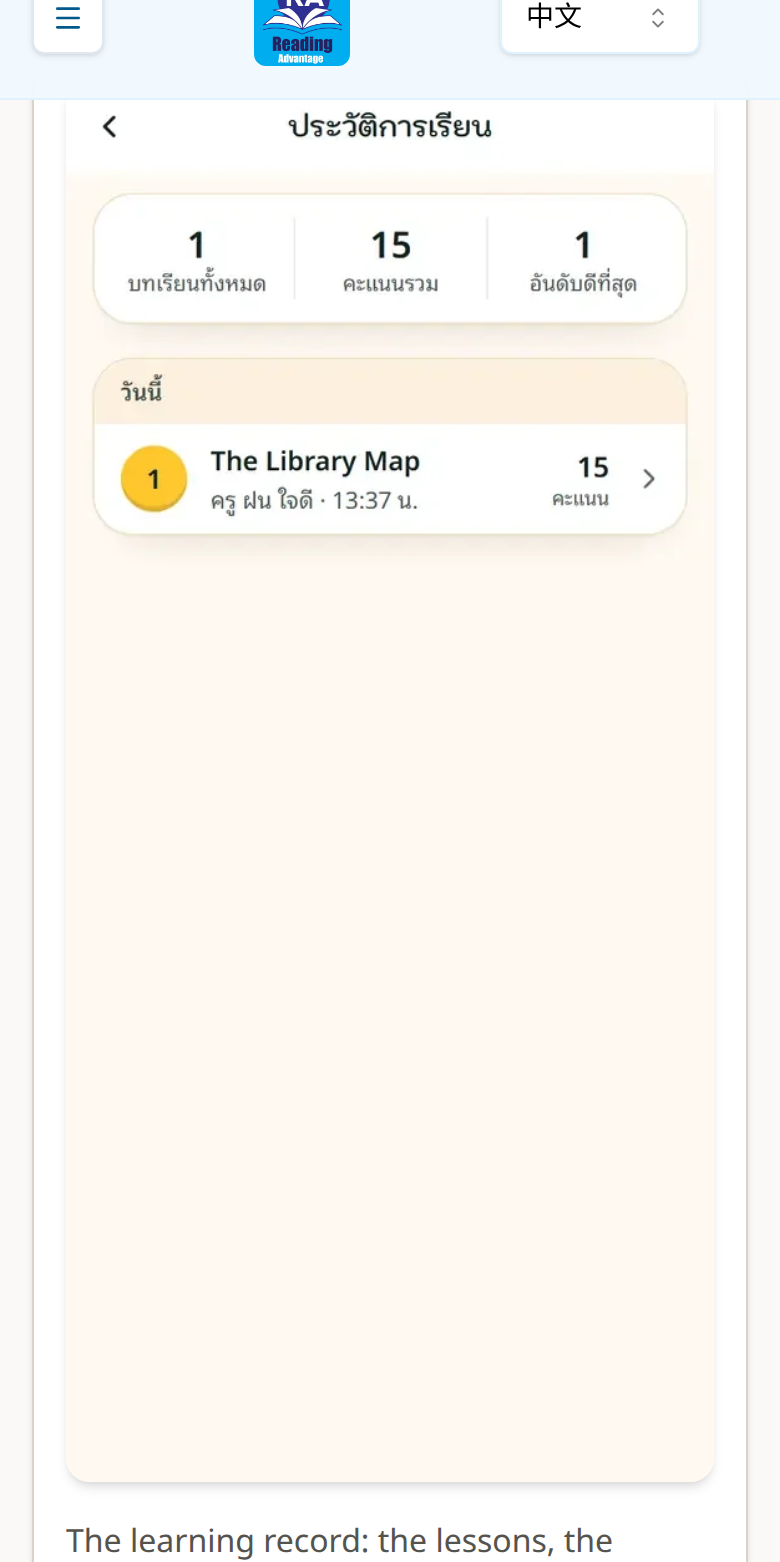 Reading
Advantage
中文
ประวัติการเรียน
1
บทเรียนทั้งหมด
15
คะแนนรวม
1
อันดับดีที่สุด
วันนี้
1
The Library Map
ครู ฝน ใจดี · 13:37 น.
15
คะแนน
The learning record: the lessons, the